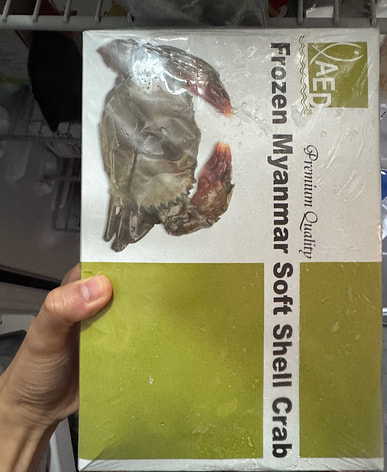 AED
Premium Quality
Frozen Myanmar Soft Shell Crab